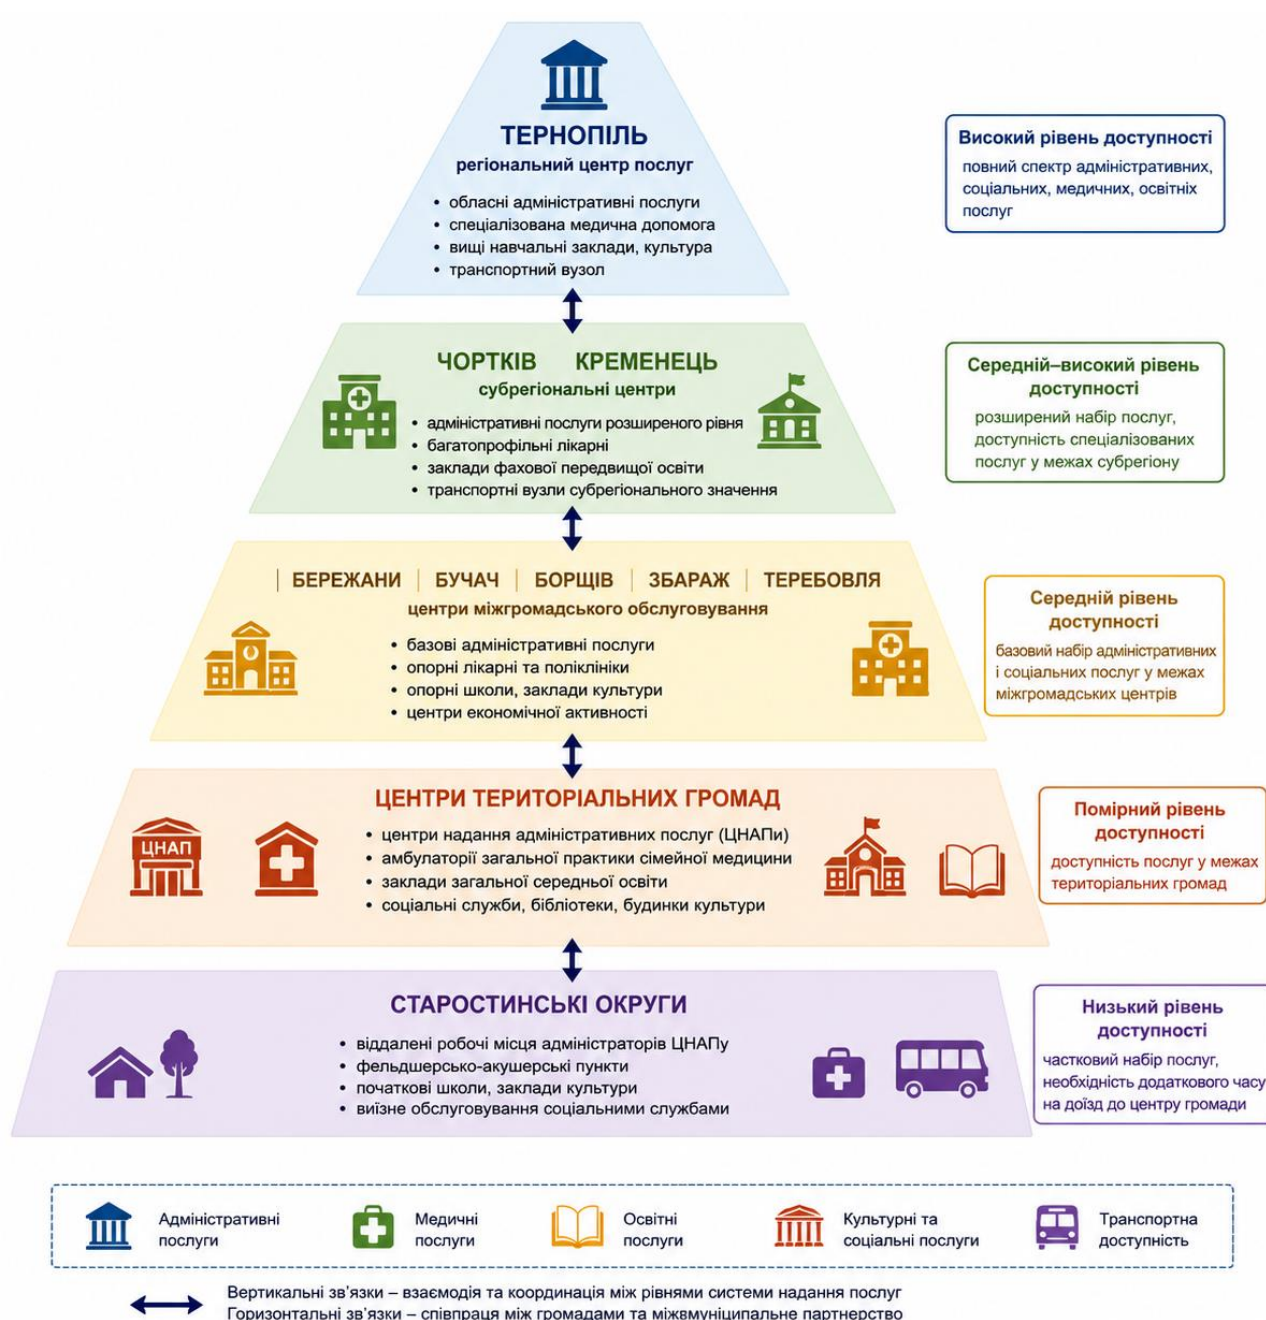 ТЕРНОПІЛЬ
регіональний центр послуг
• обласні адміністративні послуги
• спеціалізована медична допомога
• вищі навчальні заклади, культура
• транспортний вузол
Високий рівень доступності
повний спектр адміністративних,
соціальних, медичних, освітніх
послуг
ЧОРТКІВ КРЕМЕНЕЦЬ
субрегіональні центри
• адміністративні послуги розширеного рівня
• багатопрофільні лікарні
• заклади фахової передвищої освіти
• транспортні вузли субрегіонального значення
Середній–високий рівень
доступності
розширений набір послуг,
доступність спеціалізованих
послуг у межах субрегіону
| БЕРЕЖАНИ | БУЧАЧ | БОРЩІВ | ЗБАРАЖ | ТЕРЕБОВЛЯ
центри міжгромадського обслуговування
• базові адміністративні послуги
• опорні лікарні та поліклініки
• опорні школи, заклади культури
• центри економічної активності
Середній рівень
доступності
базовий набір адміністративних
і соціальних послуг у межах
міжгромадських центрів
ЦЕНТРИ ТЕРИТОРІАЛЬНИХ ГРОМАД
ЦНАП
• центри надання адміністративних послуг (ЦНАПи)
• амбулаторії загальної практики сімейної медицини
• заклади загальної середньої освіти
• соціальні служби, бібліотеки, будинки культури
Помірний рівень
доступності
доступність послуг у межах
територіальних громад
СТАРОСТИНСЬКІ ОКРУГИ
• віддалені робочі місця адміністраторів ЦНАПу
• фельдшерсько-акушерські пункти
• початкові школи, заклади культури
• виїзне обслуговування соціальними службами
Низький рівень
доступності
частковий набір послуг,
необхідність додаткового часу
на доїзд до центру громади
Адміністративні
послуги
Медичні
послуги
Освітні
послуги
Культурні та
соціальні послуги
Транспортна
доступність
Вертикальні зв'язки – взаємодія та координація між рівнями системи надання послуг
Горизонтальні зв'язки – співпраця між громадами та міжвмуніципальне партнерство